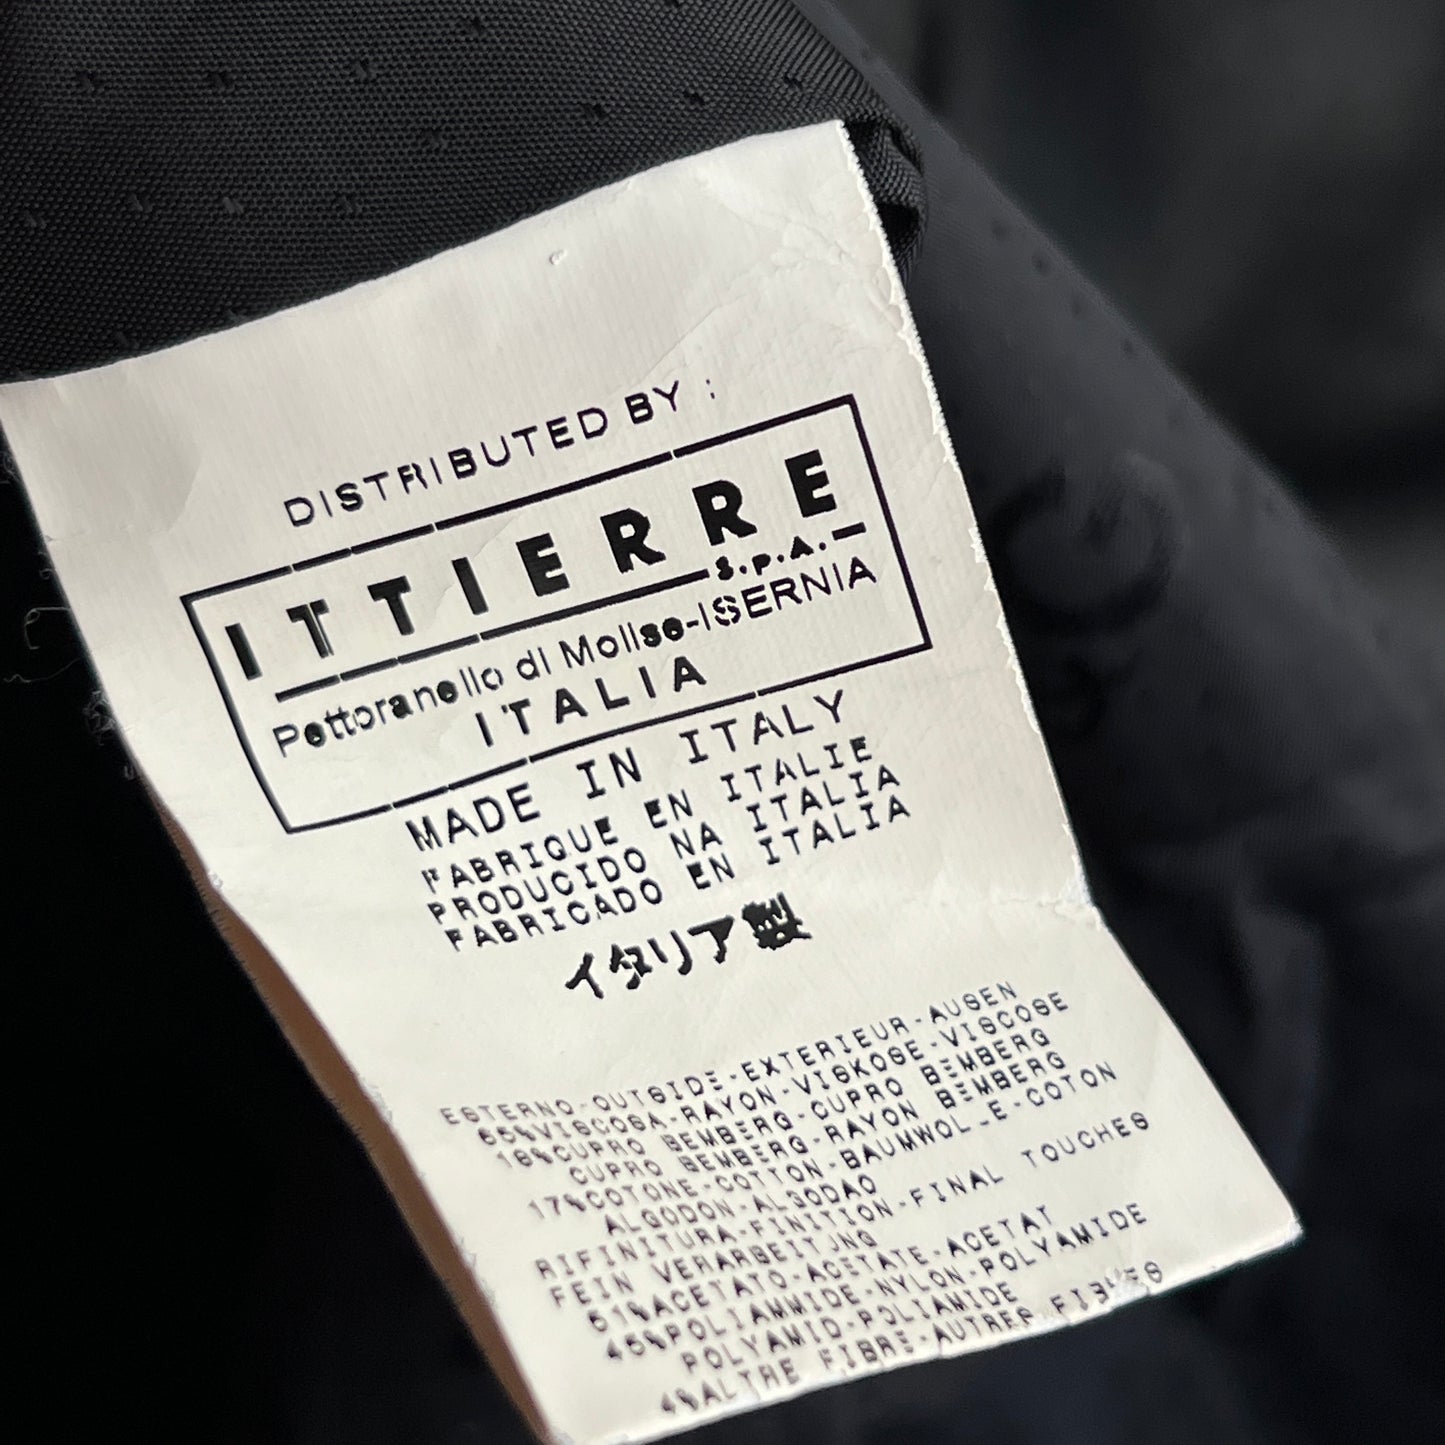 DISTRIBUTED BY :
ITTIERRE
S.P.A.
Pettoranello di Molise-ISERNIA
ITALIA
MADE IN ITALY
FABRIQUE EN ITALIE
PRODUCIDO NA ITALIA
FABRICADO EN ITALIA
イタリア製
ESTERNO-OUTSIDE-EXTERIEUR-AUSEN
65%VISCOSA-RAYON-VISKOSE-VISCOSE
18%CUPRO BEMBERG-CUPRO BEMBERG
CUPRO BEMBERG-RAYON BEMBERG
17%COTONE-COTTON-BAUMWOLLE-COTON
ALGODON-ALGODAO
RIFINITURA-FINITION-FINAL TOUCHES
FEIN VERARBEITUNG
51%ACETATO-ACETATE-ACETAT
45%POLIAMMIDE-NYLON-POLYAMIDE
POLYAMID-POLIAMIDE
4%ALTRE FIBRE-AUTRES FIBRES